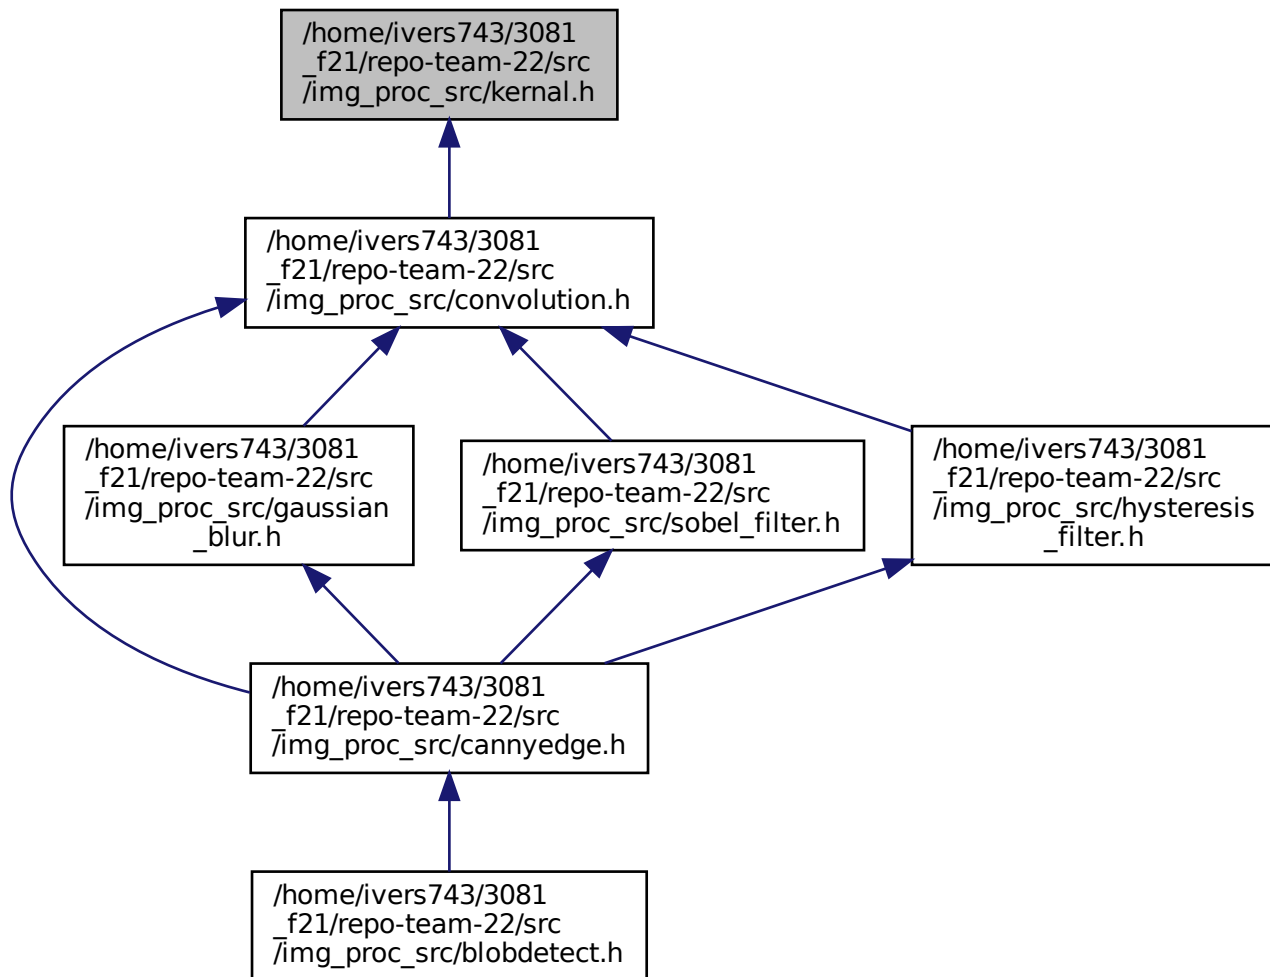 /home/ivers743/3081
_f21/repo-team-22/src
/img_proc_src/kernal.h
/home/ivers743/3081
_f21/repo-team-22/src
/img_proc_src/convolution.h
/home/ivers743/3081
_f21/repo-team-22/src
/img_proc_src/gaussian
_blur.h
/home/ivers743/3081
_f21/repo-team-22/src
/img_proc_src/sobel_filter.h
/home/ivers743/3081
_f21/repo-team-22/src
/img_proc_src/hysteresis
_filter.h
/home/ivers743/3081
_f21/repo-team-22/src
/img_proc_src/cannyedge.h
/home/ivers743/3081
_f21/repo-team-22/src
/img_proc_src/blobdetect.h